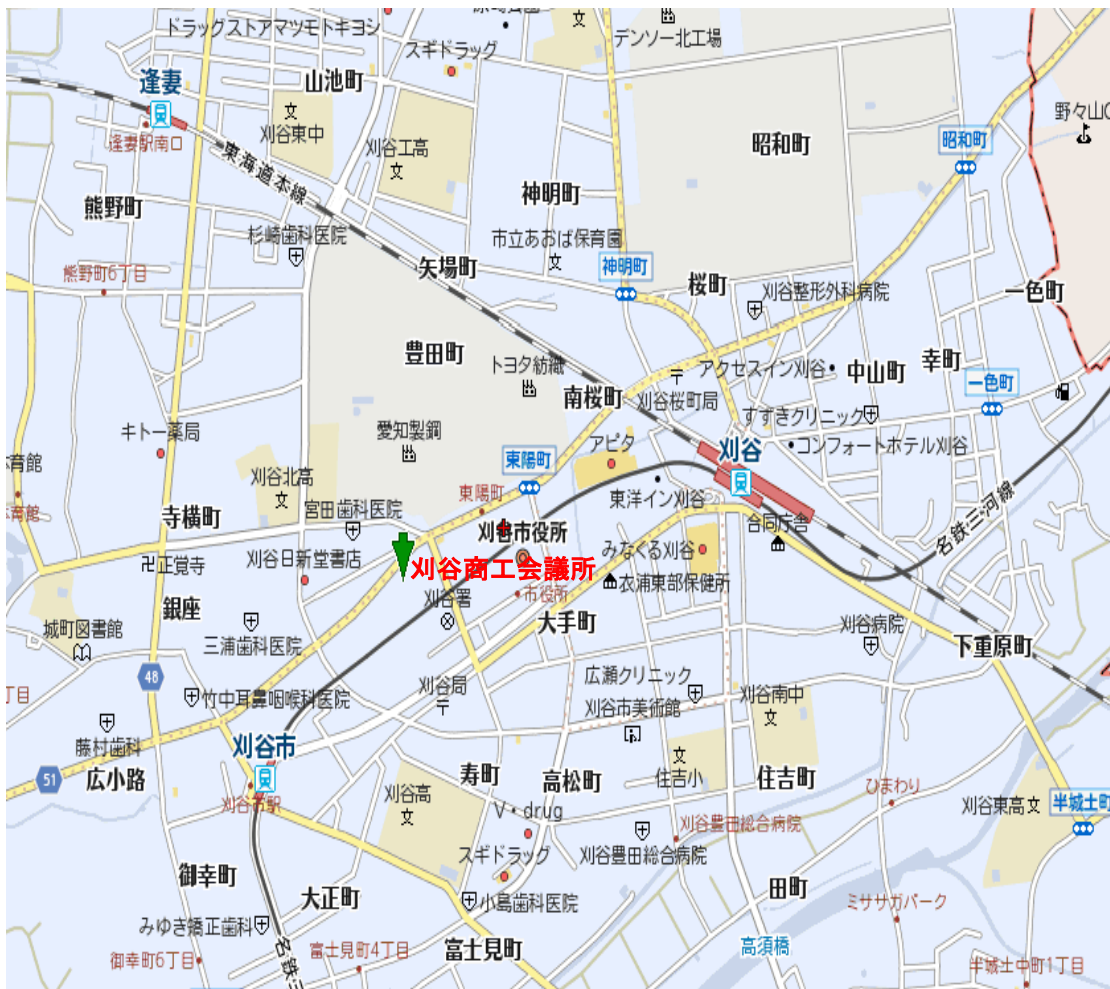 原崎公園
デンソー北工場
ドラッグストアマツモトキヨシ
スギドラッグ
山池町
逢妻
逢妻駅南口
刈谷東中
刈谷工高
東海道本線
昭和町
昭和町
野々山
神明町
熊野町
杉崎歯科医院
市立あおば保育園
矢場町
神明町
熊野町6丁目
桜町
刈谷整形外科病院
一色町
豊田町
トヨタ紡織
南桜町
刈谷桜町局
アクセスイン刈谷
中山町
幸町
一色町
すずきクリニック
コンフォートホテル刈谷
キトー薬局
愛知製鋼
アピタ
刈谷
体育館
体育館
刈谷北高
東陽町
東陽町
東洋イン刈谷
名鉄三河線
寺横町
宮田歯科医院
刈谷市役所
合同庁舎
正覚寺
刈谷日新堂書店
刈谷商工会議所
みなくる刈谷
衣浦東部保健所
市役所
刈谷署
銀座
大手町
城町図書館
三浦歯科医院
刈谷病院
下重原町
48
丁目
竹中耳鼻咽喉科医院
刈谷局
広瀬クリニック
刈谷市美術館
刈谷南中
藤村歯科
刈谷市
51
広小路
刈谷市駅
刈谷高
寿町
高松町
住吉小
住吉町
ひまわり
刈谷東高
半城土町
V・drug
刈谷豊田総合病院
刈谷豊田総合病院
スギドラッグ
御幸町
大正町
小島歯科医院
田町
ミササガパーク
みゆき矯正歯科
富士見町
富士見町4丁目
御幸町6丁目
名鉄三
高須橋
半城土中町1丁目